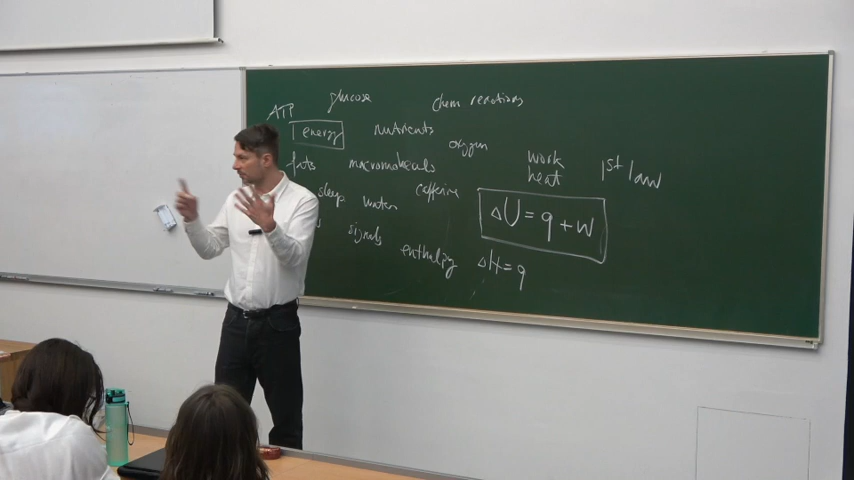 ATP
glucose
chem reactions
energy
nutrients
oxygen
fats
macromolecules
work
heat
1st law
sleep
water
caffeine
ΔU = q + w
signals
enthalpy
ΔH = q